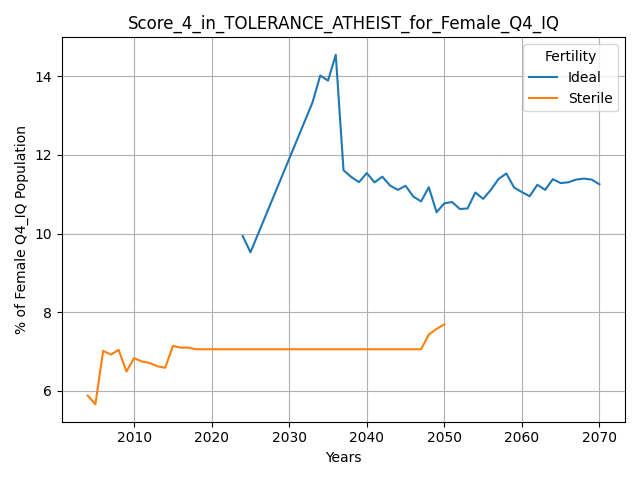 Score_4_in_TOLERANCE_ATHEIST_for_Female_Q4_IQ
Fertility
Ideal
Sterile
% of Female Q4_IQ Population
14
12
10
8
6
2010 2020 2030 2040 2050 2060 2070
Years